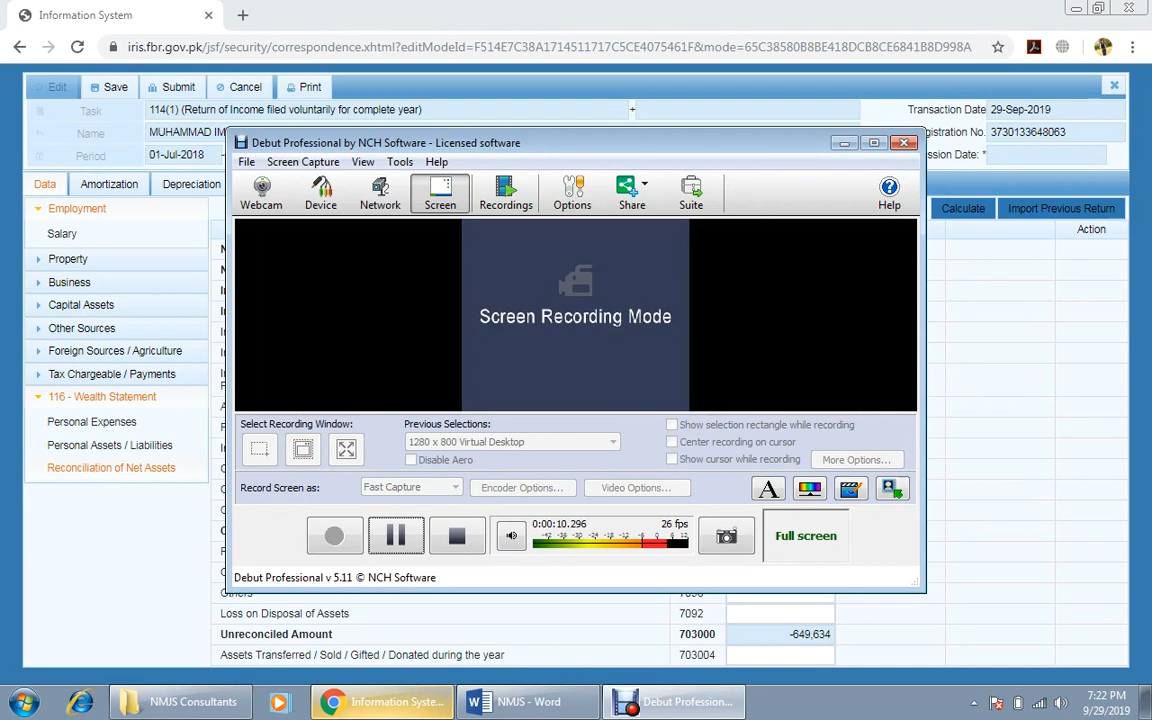 Information System
iris.fbr.gov.pk/jsf/security/correspondence.xhtml?editModeId=F514E7C38A1714511717C5CE4075461F&mode=65C38580B8BE418DCB8CE6841B8D998A
Edit Save Submit Cancel Print
Task 114(1) (Return of Income filed voluntarily for complete year) + Transaction Date 29-Sep-2019
Name MUHAMMAD IM Registration No. 3730133648063
Period 01-Jul-2018 - Date: *
Data Amortization Depreciation
Calculate Import Previous Return
Action
Employment
Salary
Property
Business
Capital Assets
Other Sources
Foreign Sources / Agriculture
Tax Chargeable / Payments
116 - Wealth Statement
Personal Expenses
Personal Assets / Liabilities
Reconciliation of Net Assets
Debut Professional by NCH Software - Licensed software
File Screen Capture View Tools Help
Webcam Device Network Screen Recordings Options Share Suite Help
Screen Recording Mode
Select Recording Window: Previous Selections:
1280 x 800 Virtual Desktop
Disable Aero
Show selection rectangle while recording
Center recording on cursor
Show cursor while recording More Options...
Record Screen as: Fast Capture Encoder Options... Video Options...
A
0:00:10.296 26 fps
Full screen
Debut Professional v 5.11 © NCH Software
Loss on Disposal of Assets 7092
Unreconciled Amount 703000 -649,634
Assets Transferred / Sold / Gifted / Donated during the year 703004
NMJS Consultants Information Syste... NMJS - Word Debut Profession...
7:22 PM
9/29/2019